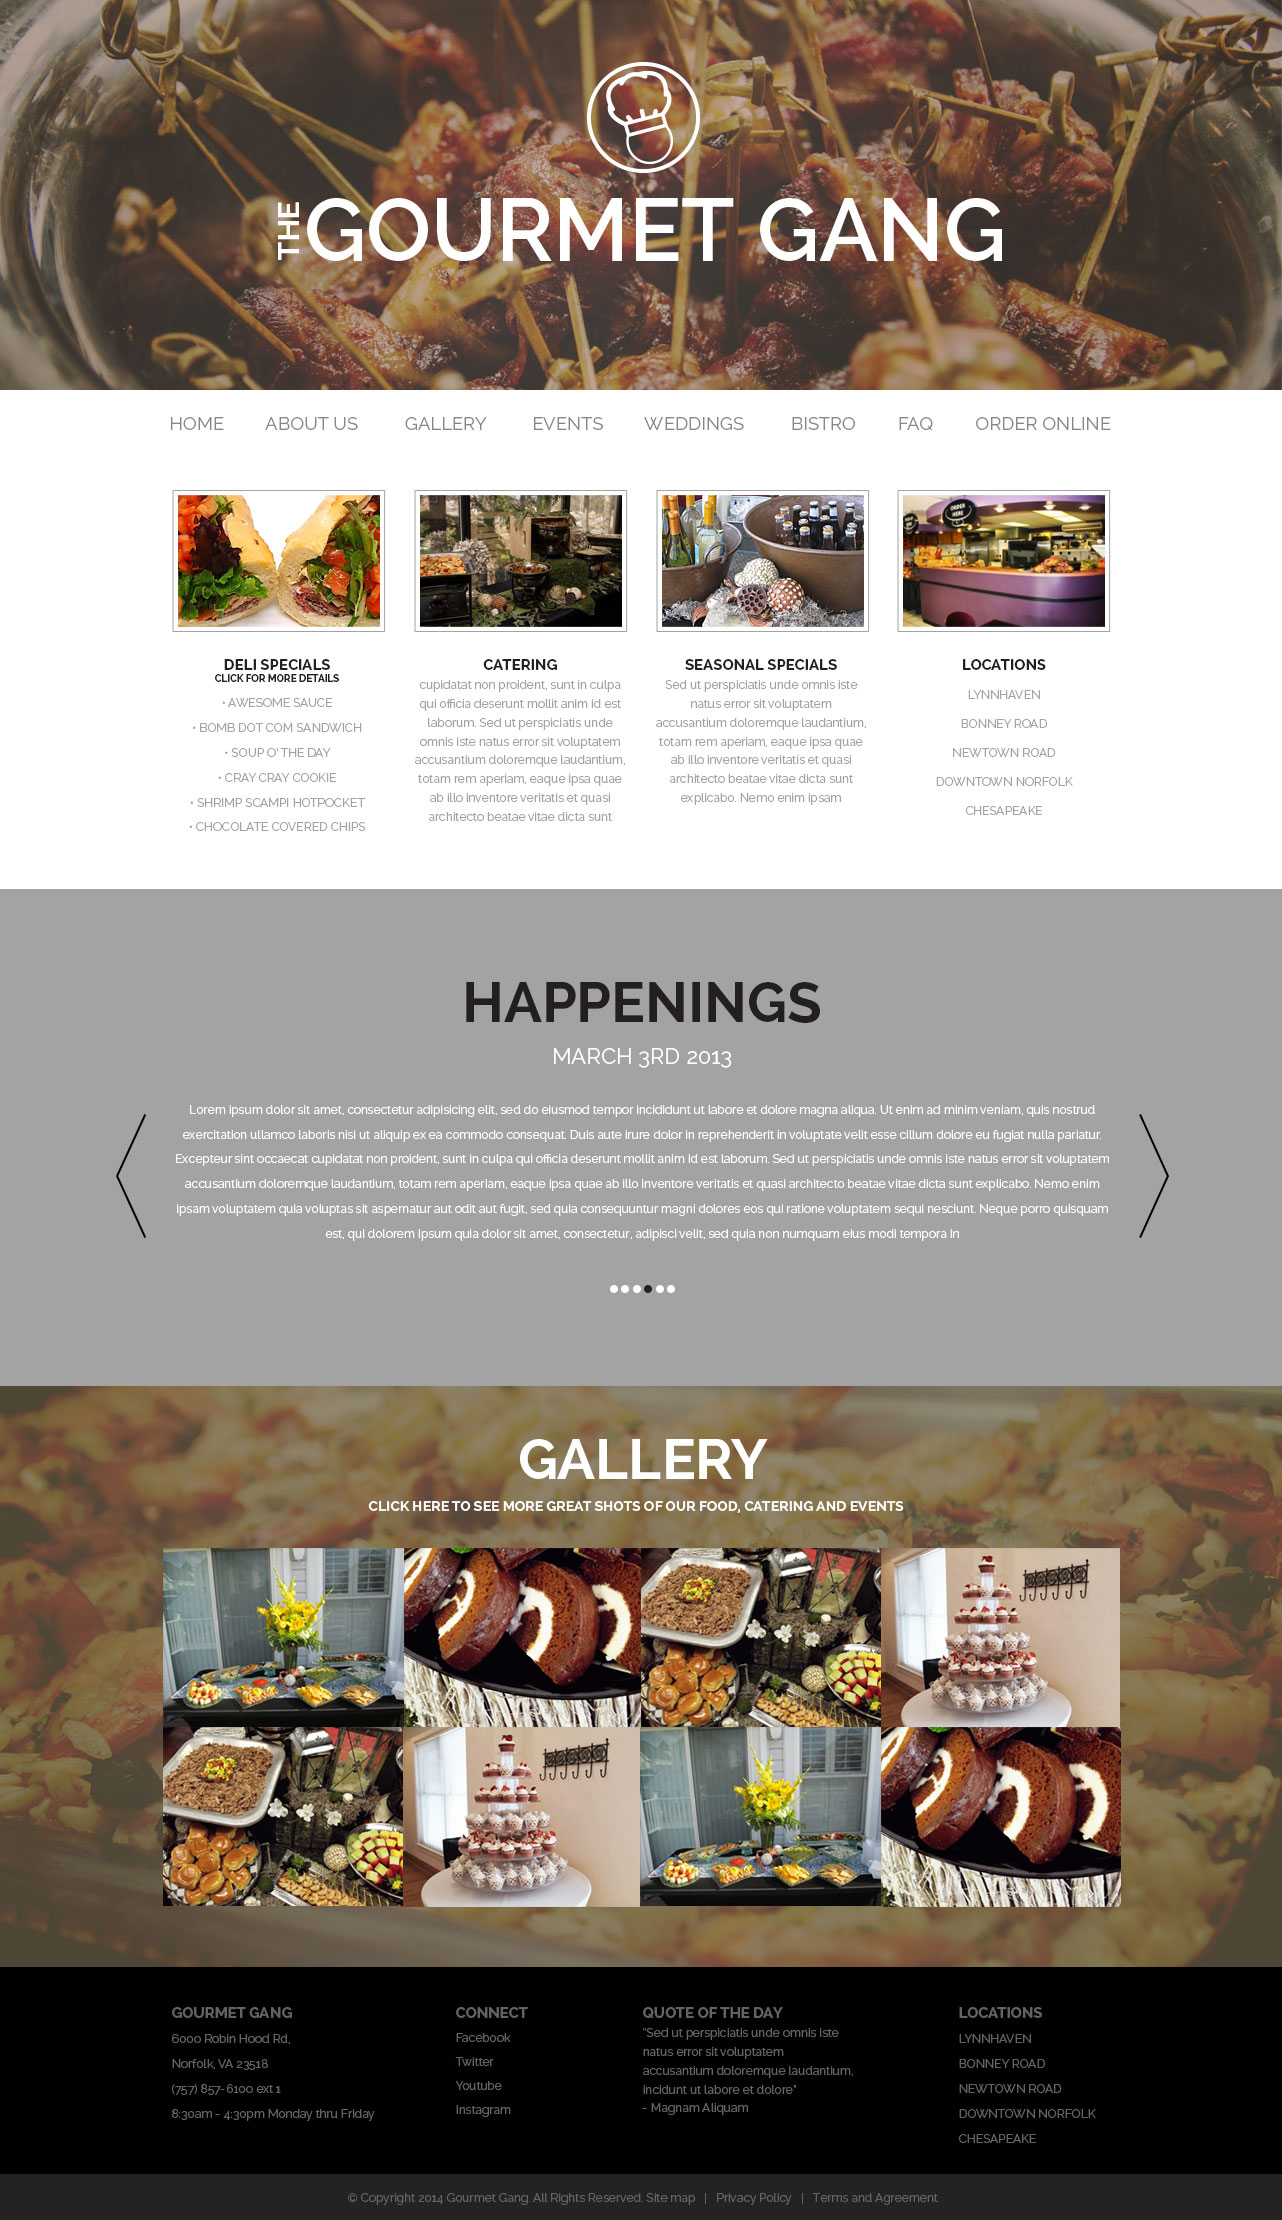 THE GOURMET GANG
HOME ABOUT US GALLERY EVENTS WEDDINGS BISTRO FAQ ORDER ONLINE
ORDER HERE
DELI SPECIALS
CLICK FOR MORE DETAILS
• AWESOME SAUCE
• BOMB DOT COM SANDWICH
• SOUP O' THE DAY
• CRAY CRAY COOKIE
• SHRIMP SCAMPI HOTPOCKET
• CHOCOLATE COVERED CHIPS
CATERING
cupidatat non proident, sunt in culpa
qui officia deserunt mollit anim id est
laborum. Sed ut perspiciatis unde
omnis iste natus error sit voluptatem
accusantium doloremque laudantium,
totam rem aperiam, eaque ipsa quae
ab illo inventore veritatis et quasi
architecto beatae vitae dicta sunt
SEASONAL SPECIALS
Sed ut perspiciatis unde omnis iste
natus error sit voluptatem
accusantium doloremque laudantium,
totam rem aperiam, eaque ipsa quae
ab illo inventore veritatis et quasi
architecto beatae vitae dicta sunt
explicabo. Nemo enim ipsam
LOCATIONS
LYNNHAVEN
BONNEY ROAD
NEWTOWN ROAD
DOWNTOWN NORFOLK
CHESAPEAKE
HAPPENINGS
MARCH 3RD 2013
Lorem ipsum dolor sit amet, consectetur adipisicing elit, sed do eiusmod tempor incididunt ut labore et dolore magna aliqua. Ut enim ad minim veniam, quis nostrud
exercitation ullamco laboris nisi ut aliquip ex ea commodo consequat. Duis aute irure dolor in reprehenderit in voluptate velit esse cillum dolore eu fugiat nulla pariatur.
Excepteur sint occaecat cupidatat non proident, sunt in culpa qui officia deserunt mollit anim id est laborum. Sed ut perspiciatis unde omnis iste natus error sit voluptatem
accusantium doloremque laudantium, totam rem aperiam, eaque ipsa quae ab illo inventore veritatis et quasi architecto beatae vitae dicta sunt explicabo. Nemo enim
ipsam voluptatem quia voluptas sit aspernatur aut odit aut fugit, sed quia consequuntur magni dolores eos qui ratione voluptatem sequi nesciunt. Neque porro quisquam
est, qui dolorem ipsum quia dolor sit amet, consectetur, adipisci velit, sed quia non numquam eius modi tempora in
GALLERY
CLICK HERE TO SEE MORE GREAT SHOTS OF OUR FOOD, CATERING AND EVENTS
GOURMET GANG
6000 Robin Hood Rd,
Norfolk, VA 23518
(757) 857-6100 ext 1
8:30am - 4:30pm Monday thru Friday
CONNECT
Facebook
Twitter
Youtube
Instagram
QUOTE OF THE DAY
"Sed ut perspiciatis unde omnis iste
natus error sit voluptatem
accusantium doloremque laudantium,
incidunt ut labore et dolore"
- Magnam Aliquam
LOCATIONS
LYNNHAVEN
BONNEY ROAD
NEWTOWN ROAD
DOWNTOWN NORFOLK
CHESAPEAKE
© Copyright 2014 Gourmet Gang. All Rights Reserved. Site map | Privacy Policy | Terms and Agreement